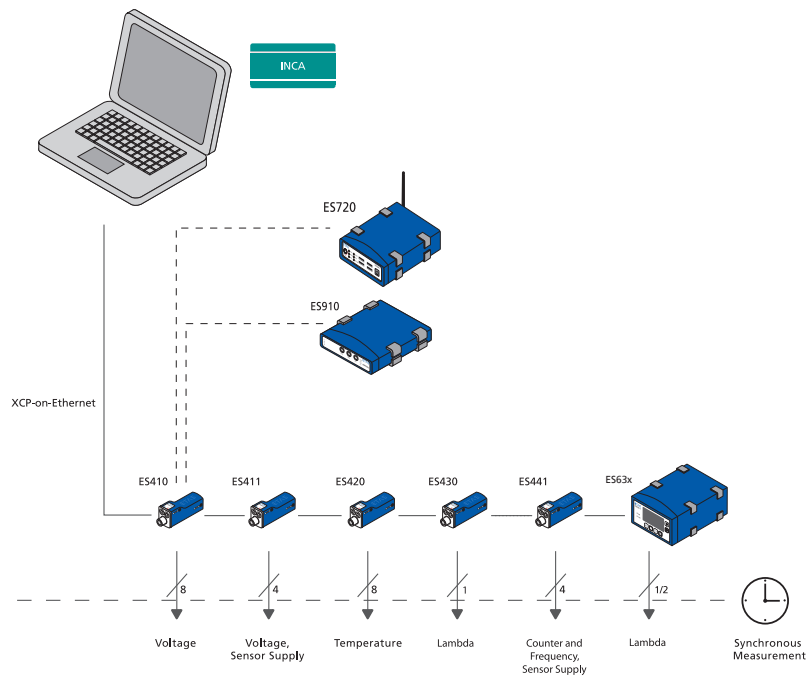 INCA
ES720
ES910
XCP-on-Ethernet
ES410
ES411
ES420
ES430
ES441
ES63x
8
4
8
1
4
1/2
Voltage
Voltage,
Sensor Supply
Temperature
Lambda
Counter and
Frequency,
Sensor Supply
Lambda
Synchronous
Measurement